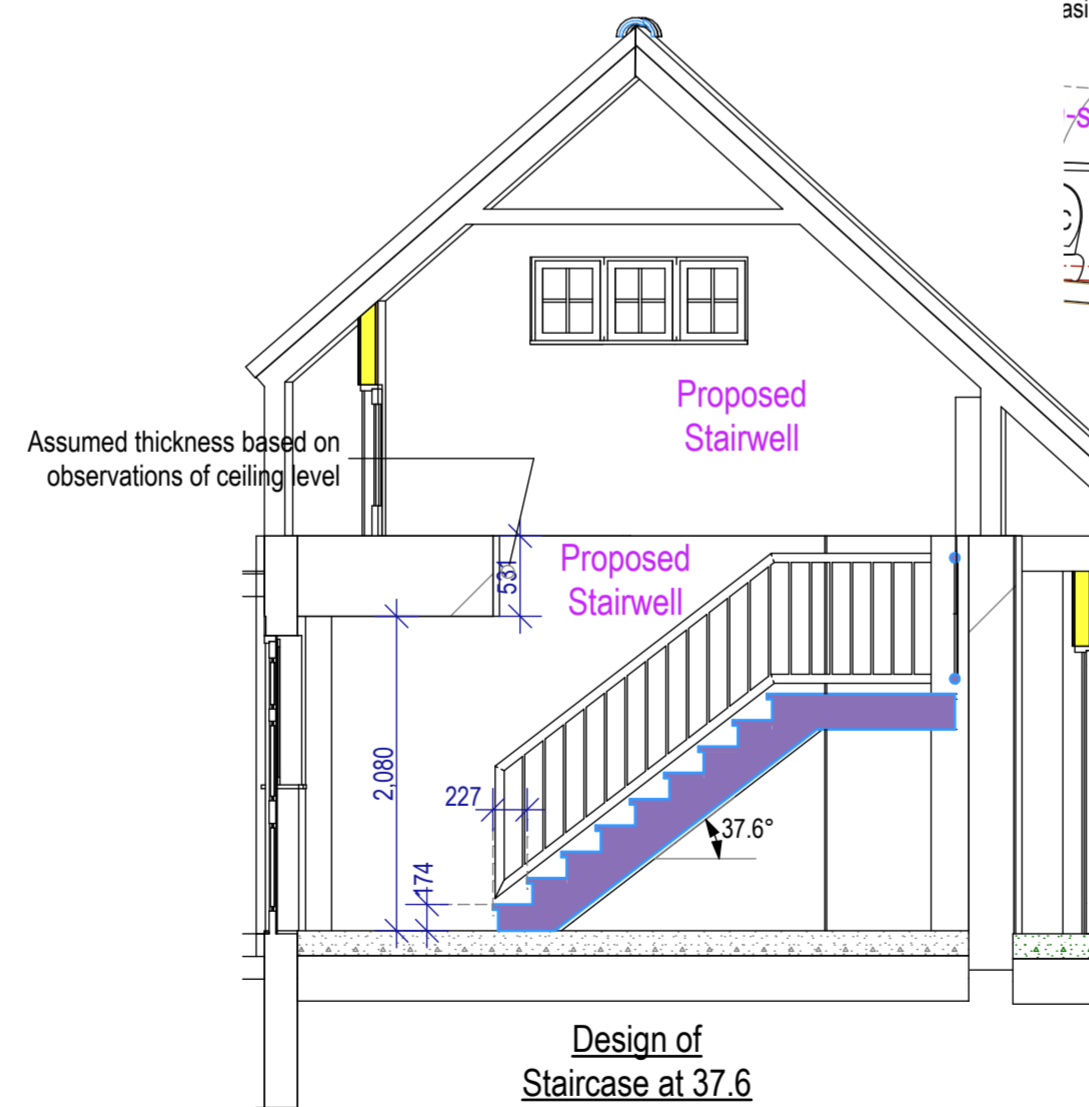 asi
-s
c
Proposed
Stairwell
Assumed thickness based on
observations of ceiling level
Proposed
Stairwell
531
2,080
227
174
37.6°
Design of
Staircase at 37.6